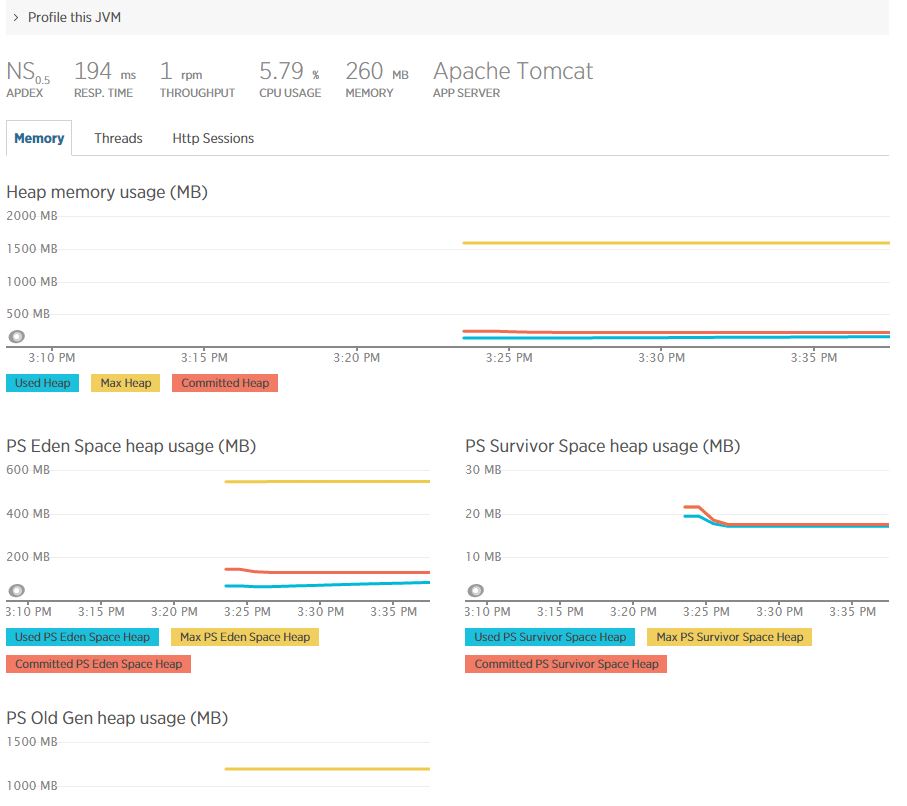 Profile this JVM
NS0.5 194 ms 1 rpm 5.79 % 260 MB Apache Tomcat
APDEX RESP. TIME THROUGHPUT CPU USAGE MEMORY APP SERVER
Memory Threads Http Sessions
Heap memory usage (MB)
2000 MB
1500 MB
1000 MB
500 MB
3:10 PM 3:15 PM 3:20 PM 3:25 PM 3:30 PM 3:35 PM
Used Heap Max Heap Committed Heap
PS Eden Space heap usage (MB)
600 MB
400 MB
200 MB
3:10 PM 3:15 PM 3:20 PM 3:25 PM 3:30 PM 3:35 PM
Used PS Eden Space Heap Max PS Eden Space Heap
Committed PS Eden Space Heap
PS Survivor Space heap usage (MB)
30 MB
20 MB
10 MB
3:10 PM 3:15 PM 3:20 PM 3:25 PM 3:30 PM 3:35 PM
Used PS Survivor Space Heap Max PS Survivor Space Heap
Committed PS Survivor Space Heap
PS Old Gen heap usage (MB)
1500 MB
1000 MB